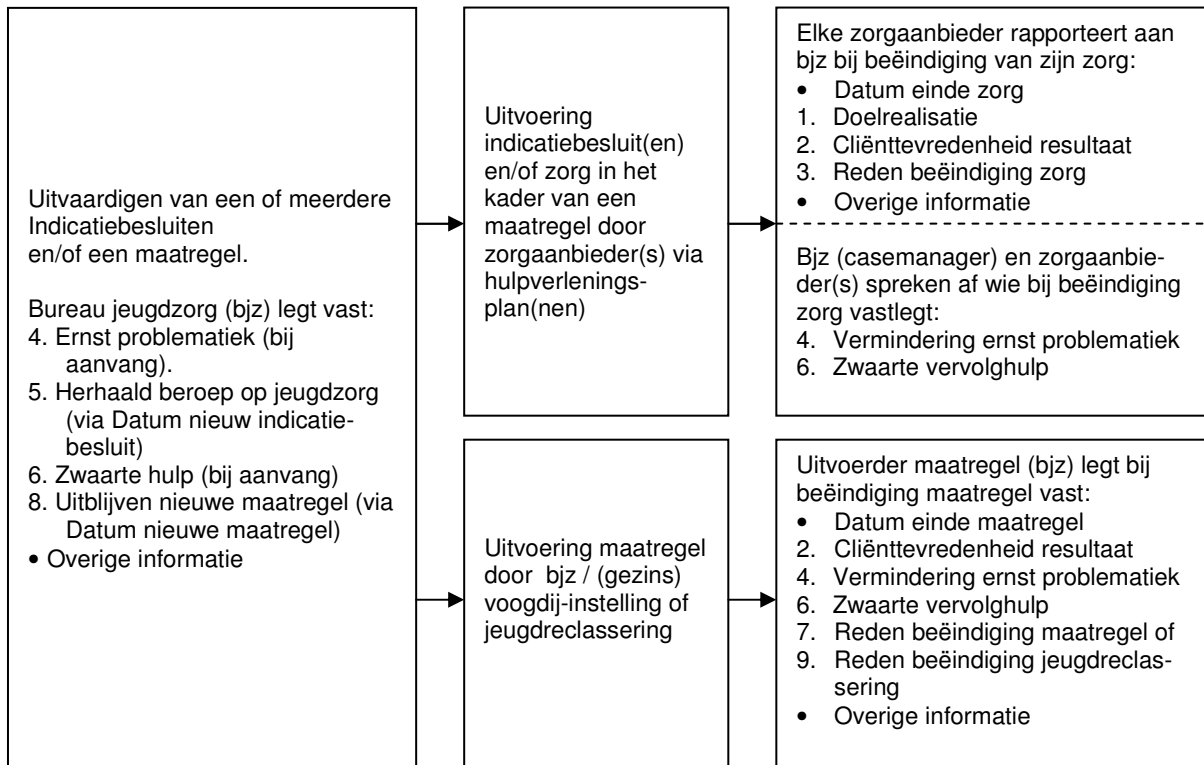 Uitvaardigen van een of meerdere
Indicatiebesluiten
en/of een maatregel.
Bureau jeugdzorg (bjz) legt vast:
4. Ernst problematiek (bij
aanvang).
5. Herhaald beroep op jeugdzorg
(via Datum nieuw indicatie-
besluit)
6. Zwaarte hulp (bij aanvang)
8. Uitblijven nieuwe maatregel (via
Datum nieuwe maatregel)
• Overige informatie
Uitvoering
indicatiebesluit(en)
en/of zorg in het
kader van een
maatregel door
zorgaanbieder(s) via
hulpverlenings-
plan(nen)
Elke zorgaanbieder rapporteert aan
bjz bij beëindiging van zijn zorg:
• Datum einde zorg
1. Doelrealisatie
2. Cliënttevredenheid resultaat
3. Reden beëindiging zorg
• Overige informatie
Bjz (casemanager) en zorgaanbie-
der(s) spreken af wie bij beëindiging
zorg vastlegt:
4. Vermindering ernst problematiek
6. Zwaarte vervolghulp
Uitvoering maatregel
door bjz / (gezins)
voogdij-instelling of
jeugdreclassering
Uitvoerder maatregel (bjz) legt bij
beëindiging maatregel vast:
• Datum einde maatregel
2. Cliënttevredenheid resultaat
4. Vermindering ernst problematiek
6. Zwaarte vervolghulp
7. Reden beëindiging maatregel of
9. Reden beëindiging jeugdreclas-
sering
• Overige informatie